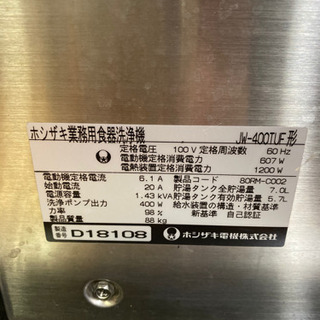 ホシザキ業務用食器洗浄機 JW-400TUF形
定格電圧 100V 定格周波数 60Hz
電動機定格消費電力 607W
電熱装置定格消費電力 1200W
電動機定格電流 6.1A 製品コード 80RM-C002
始動電流 20A 貯湯タンク全貯湯量 7.0L
電源容量 1.43kVA 貯湯タンク有効貯湯量 5.7L
洗浄ポンプ出力 400W 給水装置の構造・材質基準
力率 98% 新基準 自己認証
製品質量 88kg
製造番号 D18108 ホシザキ電機株式会社